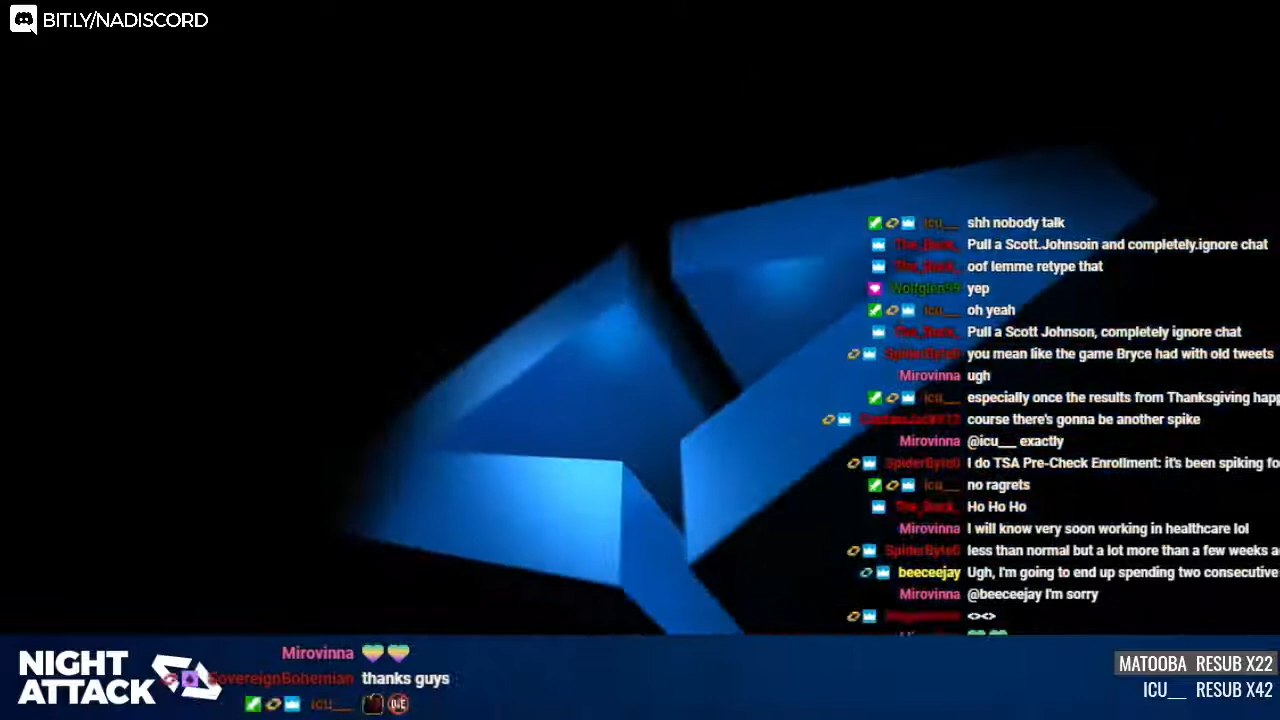 BIT.LY/NADISCORD
icu__ shh nobody talk
The_Buck_ Pull a Scott.Johnsoin and completely.ignore chat
The_Buck_ oof lemme retype that
Wolfglen99 yep
icu__ oh yeah
The_Buck_ Pull a Scott Johnson, completely ignore chat
you mean like the game Bryce had with old tweets
Mirovinna ugh
icu__ especially once the results from Thanksgiving happ
course there's gonna be another spike
Mirovinna @icu__ exactly
I do TSA Pre-Check Enrollment: it's been spiking fo
icu__ no ragrets
The_Buck_ Ho Ho Ho
Mirovinna I will know very soon working in healthcare lol
less than normal but a lot more than a few weeks a
beeceejay Ugh, I'm going to end up spending two consecutive
Mirovinna @beeceejay I'm sorry
<><>
NIGHT
ATTACK
Mirovinna
SovereignBohemian thanks guys
icu__
MATOOBA RESUB X22
ICU__ RESUB X42